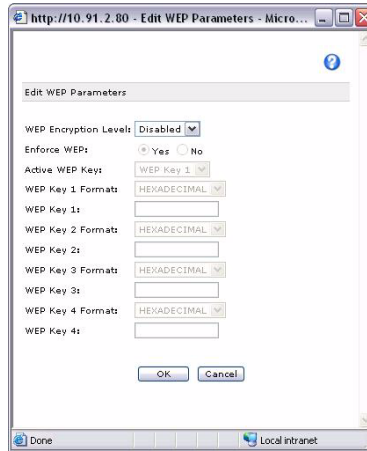 http://10.91.2.80 - Edit WEP Parameters - Micro...
?
Edit WEP Parameters
WEP Encryption Level: Disabled
Enforce WEP: Yes No
Active WEP Key: WEP Key 1
WEP Key 1 Format: HEXADECIMAL
WEP Key 1:
WEP Key 2 Format: HEXADECIMAL
WEP Key 2:
WEP Key 3 Format: HEXADECIMAL
WEP Key 3:
WEP Key 4 Format: HEXADECIMAL
WEP Key 4:
OK Cancel
Done Local intranet